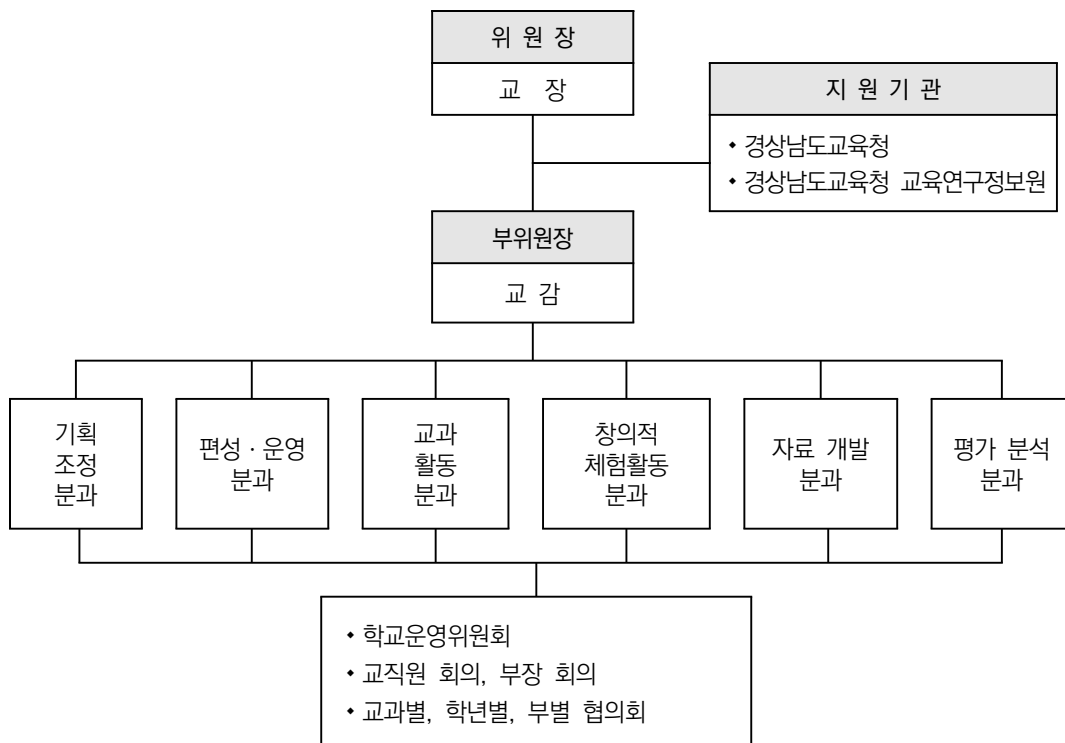 위 원 장
교 장
지 원 기 관
◆ 경상남도교육청
◆ 경상남도교육청 교육연구정보원
부위원장
교 감
기획
조정
분과
편성 · 운영
분과
교과
활동
분과
창의적
체험활동
분과
자료 개발
분과
평가 분석
분과
◆ 학교운영위원회
◆ 교직원 회의, 부장 회의
◆ 교과별, 학년별, 부별 협의회